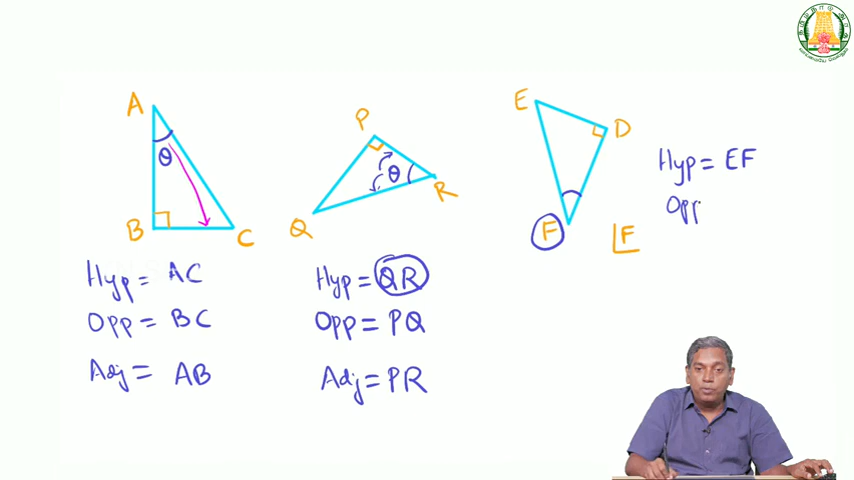 A
θ
B
C
Hyp = AC
Opp = BC
Adj = AB
P
θ
Q
R
Hyp = QR
Opp = PQ
Adj = PR
E
D
F
F
Hyp = EF
Opp